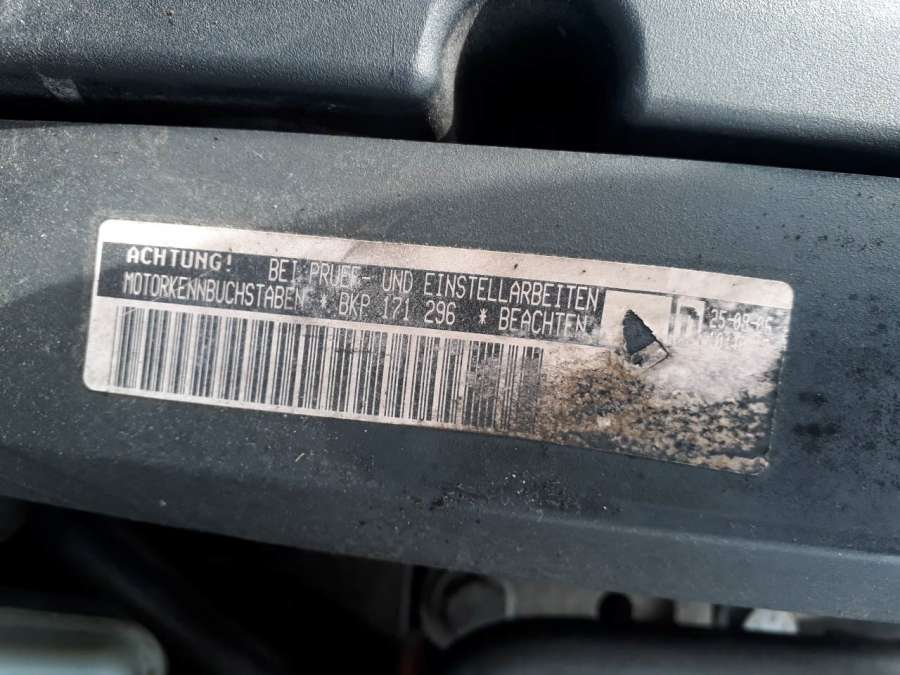 ACHTUNG! BEI PRUEF- UND EINSTELLARBEITEN
MOTORKENNBUCHSTABEN * BKP 171 296 * BEACHTEN